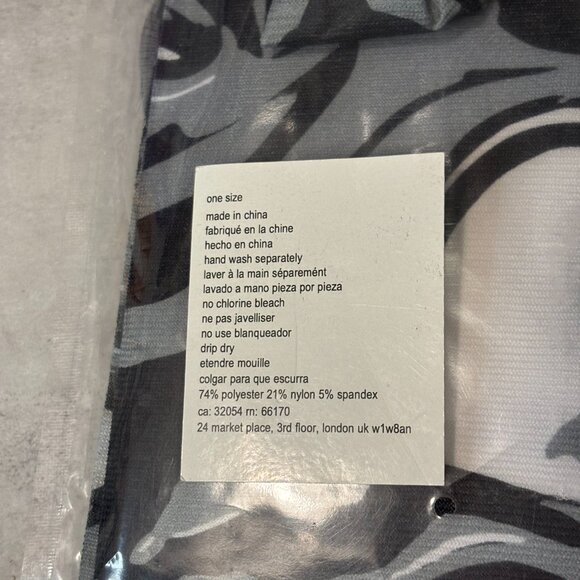 one size
made in china
fabriqué en la chine
hecho en china
hand wash separately
laver à la main séparemént
lavado a mano pieza por pieza
no chlorine bleach
ne pas javelliser
no use blanqueador
drip dry
etendre mouille
colgar para que escurra
74% polyester 21% nylon 5% spandex
ca: 32054 rn: 66170
24 market place, 3rd floor, london uk w1w8an